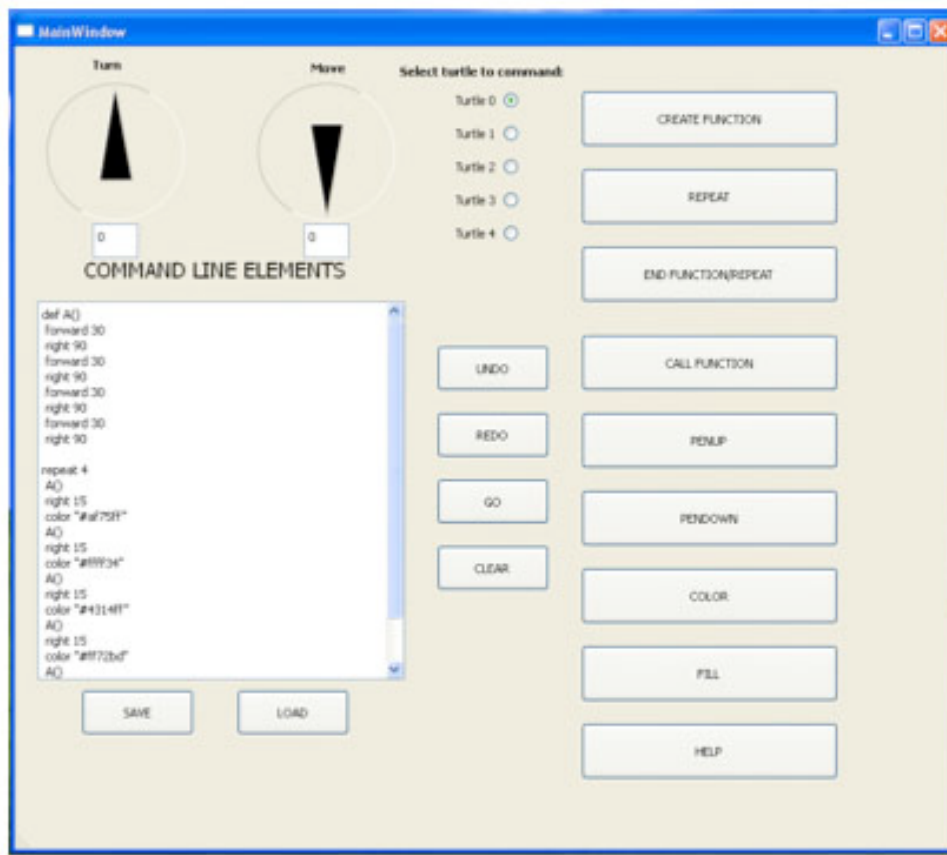 MainWindow
Turn
Move
Select turtle to command:
Turtle 0
Turtle 1
Turtle 2
Turtle 3
Turtle 4
0
0
COMMAND LINE ELEMENTS
def A()
forward 30
right 90
forward 30
right 90
forward 30
right 90
forward 30
right 90
repeat 4
A()
right 15
color "#af75ff"
A()
right 15
color "#ffff34"
A()
right 15
color "#4314ff"
A()
right 15
color "#ff72bd"
A()
SAVE
LOAD
UNDO
REDO
GO
CLEAR
CREATE FUNCTION
REPEAT
END FUNCTION/REPEAT
CALL FUNCTION
PENUP
PENDOWN
COLOR
FILL
HELP